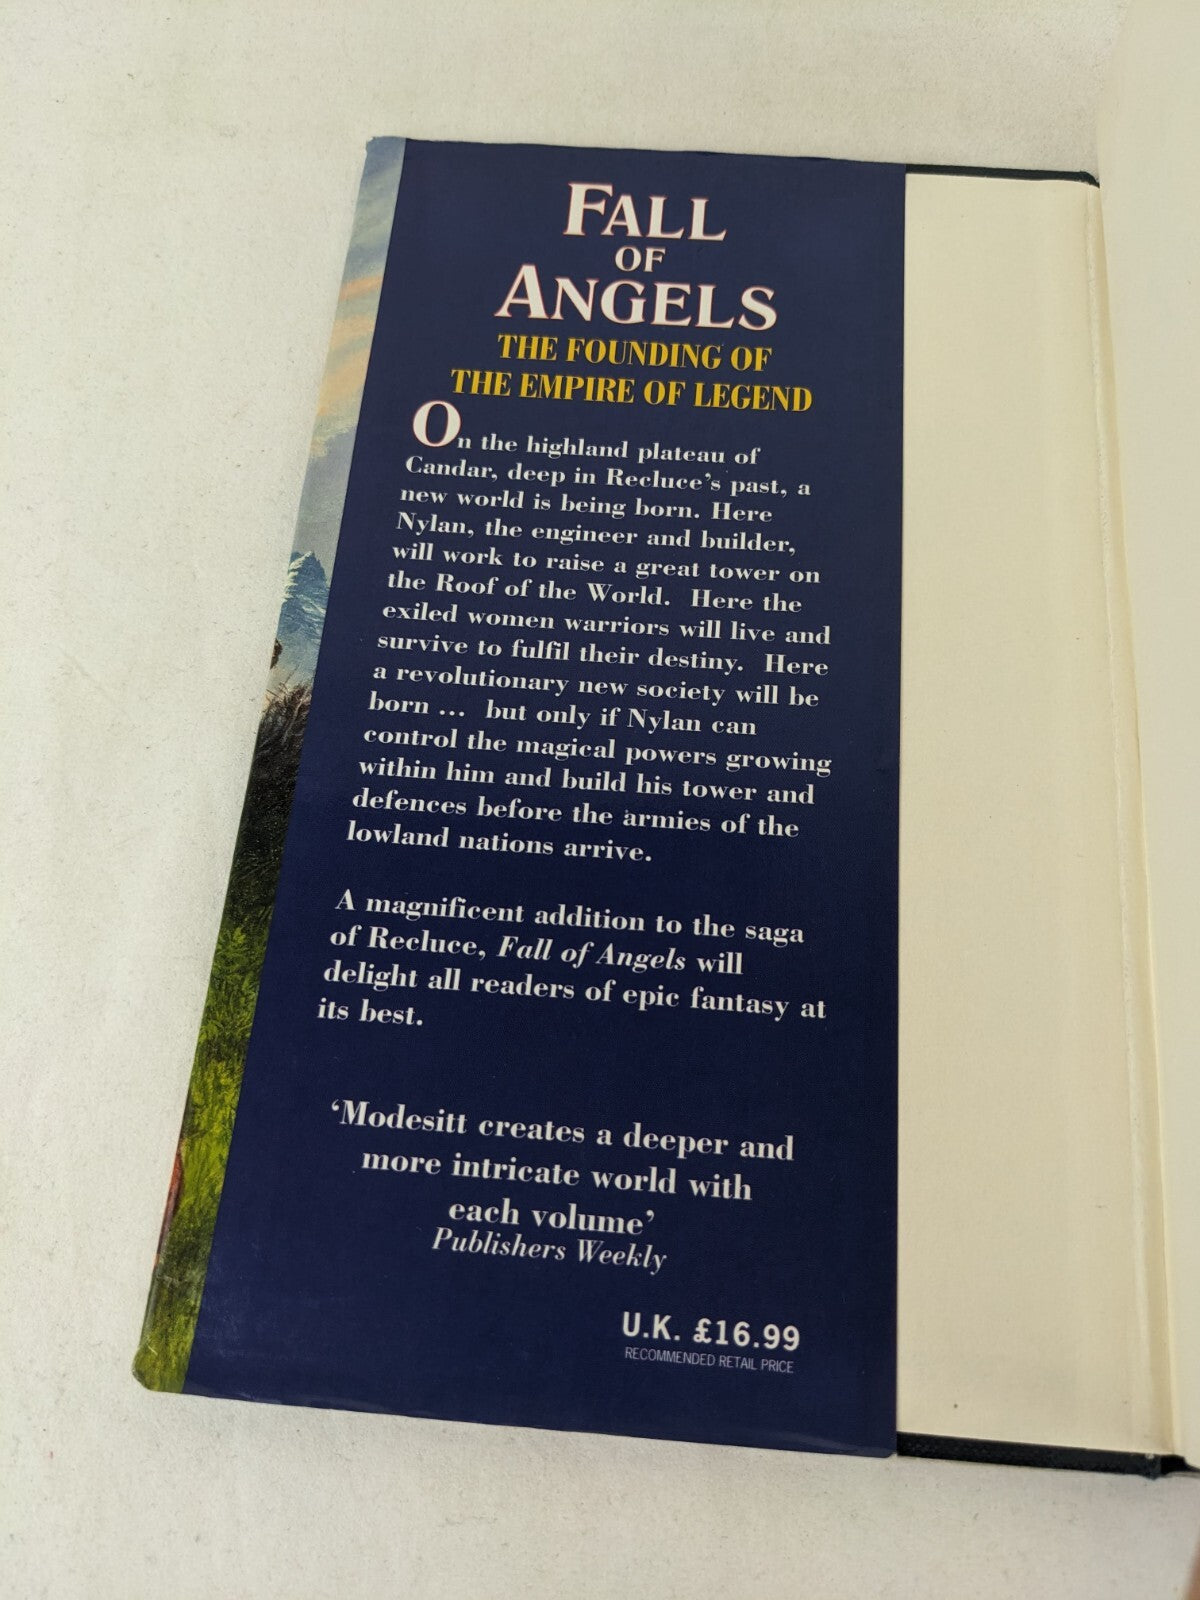 FALL
OF
ANGELS
THE FOUNDING OF
THE EMPIRE OF LEGEND
On the highland plateau of
Candar, deep in Recluce's past, a
new world is being born. Here
Nylan, the engineer and builder,
will work to raise a great tower on
the Roof of the World. Here the
exiled women warriors will live and
survive to fulfil their destiny. Here
a revolutionary new society will be
born ... but only if Nylan can
control the magical powers growing
within him and build his tower and
defences before the armies of the
lowland nations arrive.
A magnificent addition to the saga
of Recluce, Fall of Angels will
delight all readers of epic fantasy at
its best.
‘Modesitt creates a deeper and
more intricate world with
each volume’
Publishers Weekly
U.K. £16.99
RECOMMENDED RETAIL PRICE